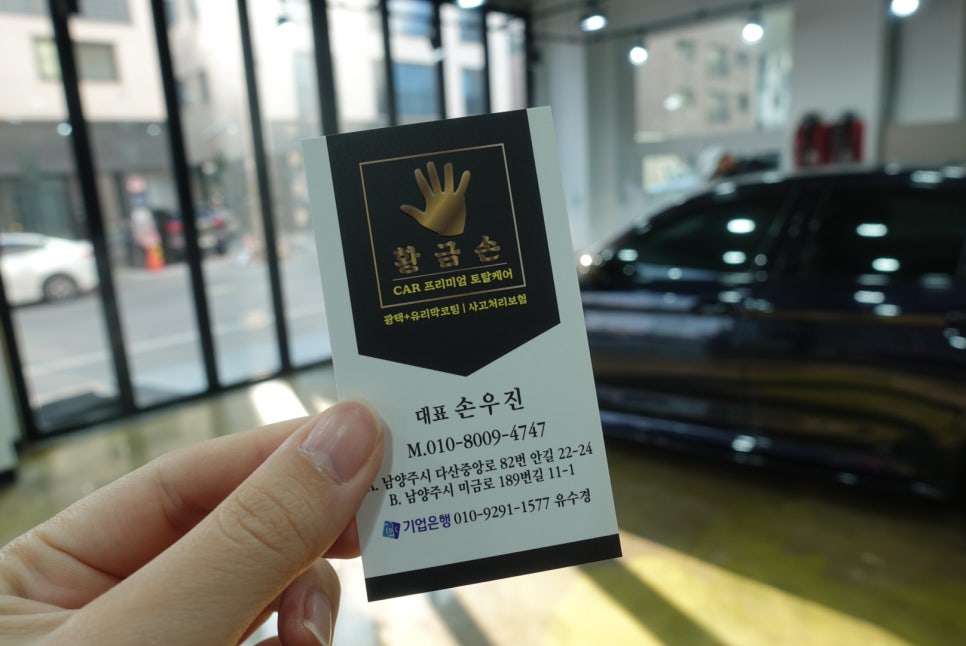 황금손
CAR 프리미엄 토탈케어
광택+유리막코팅 | 사고처리보험
대표 손우진
M.010-8009-4747
A. 남양주시 다산중앙로 82번 안길 22-24
B. 남양주시 미금로 189번길 11-1
기업은행 010-9291-1577 유수경